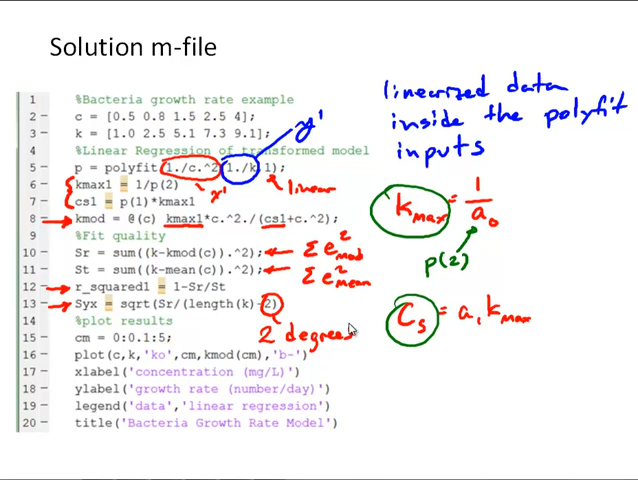 Solution m-file
1 %Bacteria growth rate example
2 c = [0.5 0.8 1.5 2.5 4];
3 k = [1.0 2.5 5.1 7.3 9.1];
4 %Linear Regression of transformed model
5 p = polyfit(1./c.^2,1./k,1);
6 kmax1 = 1/p(2)
7 cs1 = p(1)*kmax1
8 kmod = @(c) kmax1*c.^2./(cs1+c.^2);
9 %Fit quality
10 Sr = sum((k-kmod(c)).^2);
11 St = sum((k-mean(c)).^2);
12 r_squared1 = 1-Sr/St
13 Syx = sqrt(Sr/(length(k)-2)
14 %plot results
15 cm = 0:0.1:5;
16 plot(c,k,'ko',cm,kmod(cm),'b-')
17 xlabel('concentration (mg/L)')
18 ylabel('growth rate (number/day)')
19 legend('data','linear regression')
20 title('Bacteria Growth Rate Model')
y'
x'
linear
Σe²mod
Σe²mean
2 degrees
linearized data
inside the polyfit
inputs
kmax = 1/a₀
p(2)
Cs = a₁ kmax